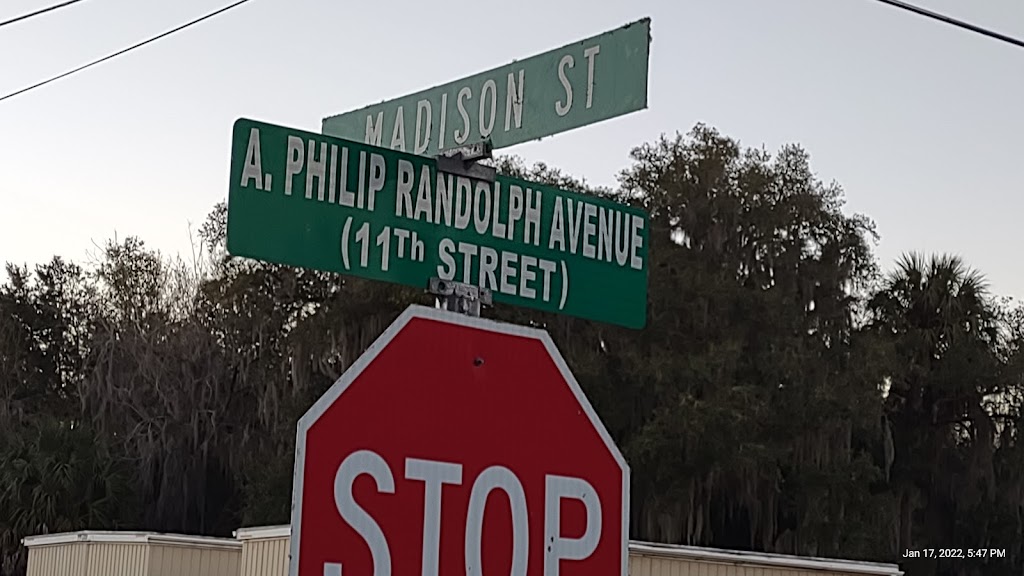 MADISON ST
A. PHILIP RANDOLPH AVENUE
(11Th STREET)
STOP
Jan 17, 2022, 5:47 PM